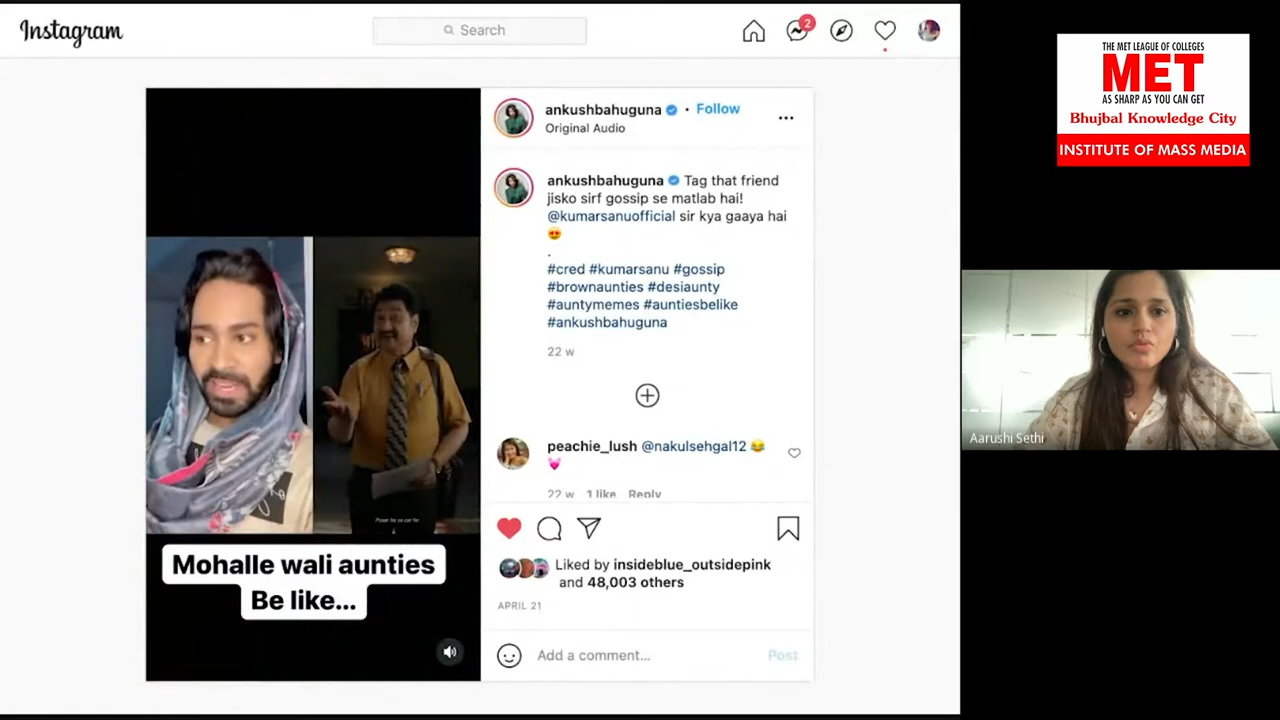 Instagram
Search
2
ankushbahuguna • Follow
Original Audio
ankushbahuguna Tag that friend
jisko sirf gossip se matlab hai!
@kumarsanuofficial sir kya gaaya hai
.
#cred #kumarsanu #gossip
#brownaunties #desiaunty
#auntymemes #auntiesbelike
#ankushbahuguna
22 w
peachie_lush @nakulsehgal12
22 w 1 like Reply
Liked by insideblue_outsidepink
and 48,003 others
APRIL 21
Add a comment... Post
Mohalle wali aunties
Be like...
THE MET LEAGUE OF COLLEGES
MET
AS SHARP AS YOU CAN GET
Bhujbal Knowledge City
INSTITUTE OF MASS MEDIA
Aarushi Sethi